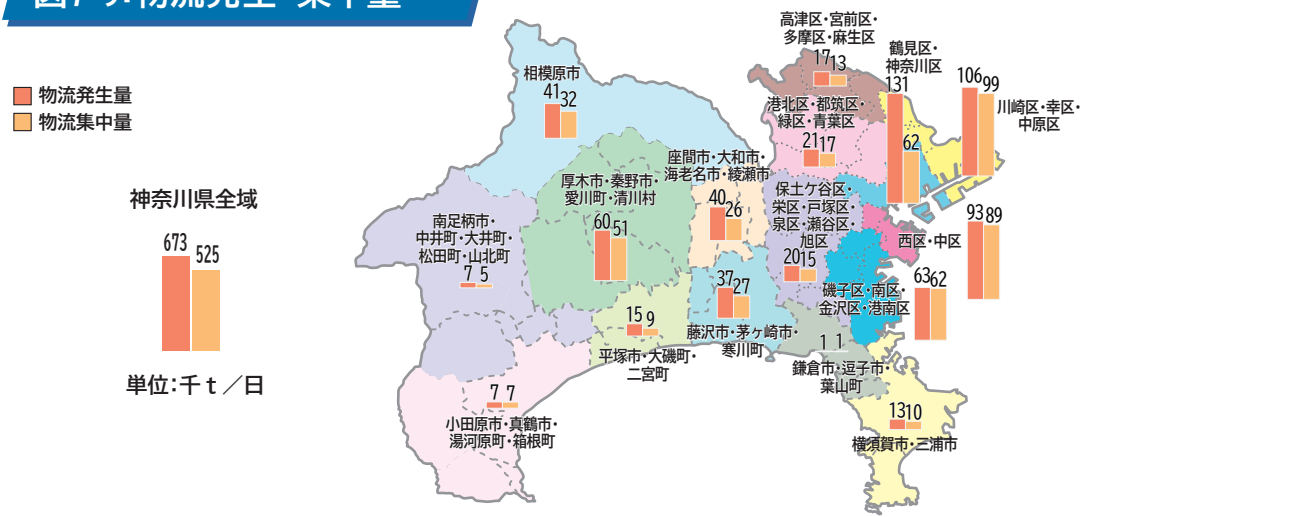 物流発生量
物流集中量
神奈川県全域
673
525
単位:千t/日
相模原市
41
32
高津区・宮前区・
多摩区・麻生区
17
13
鶴見区・
神奈川区
131
62
106
99
川崎区・幸区・
中原区
港北区・都筑区・
緑区・青葉区
21
17
座間市・大和市・
海老名市・綾瀬市
40
26
厚木市・秦野市・
愛川町・清川村
60
51
保土ケ谷区・
栄区・戸塚区・
泉区・瀬谷区・
旭区
20
15
南足柄市・
中井町・大井町・
松田町・山北町
7
5
西区・中区
93
89
磯子区・南区・
金沢区・港南区
63
62
37
27
藤沢市・茅ヶ崎市・
寒川町
15
9
平塚市・大磯町・
二宮町
1
1
鎌倉市・逗子市・
葉山町
7
7
小田原市・真鶴市・
湯河原町・箱根町
13
10
横須賀市・三浦市